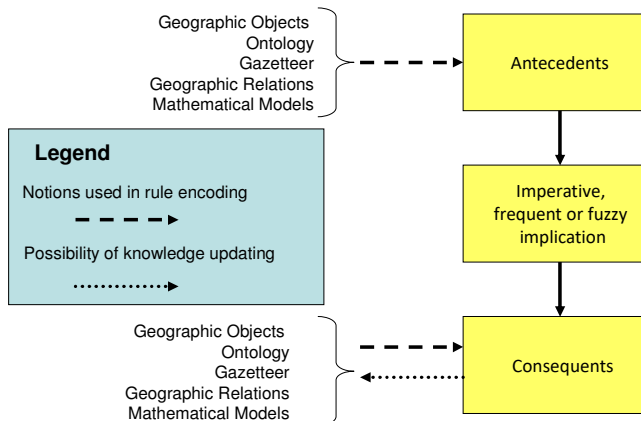 Geographic Objects
Ontology
Gazetteer
Geographic Relations
Mathematical Models
Antecedents
Legend
Notions used in rule encoding
Possibility of knowledge updating
Imperative,
frequent or fuzzy
implication
Geographic Objects
Ontology
Gazetteer
Geographic Relations
Mathematical Models
Consequents